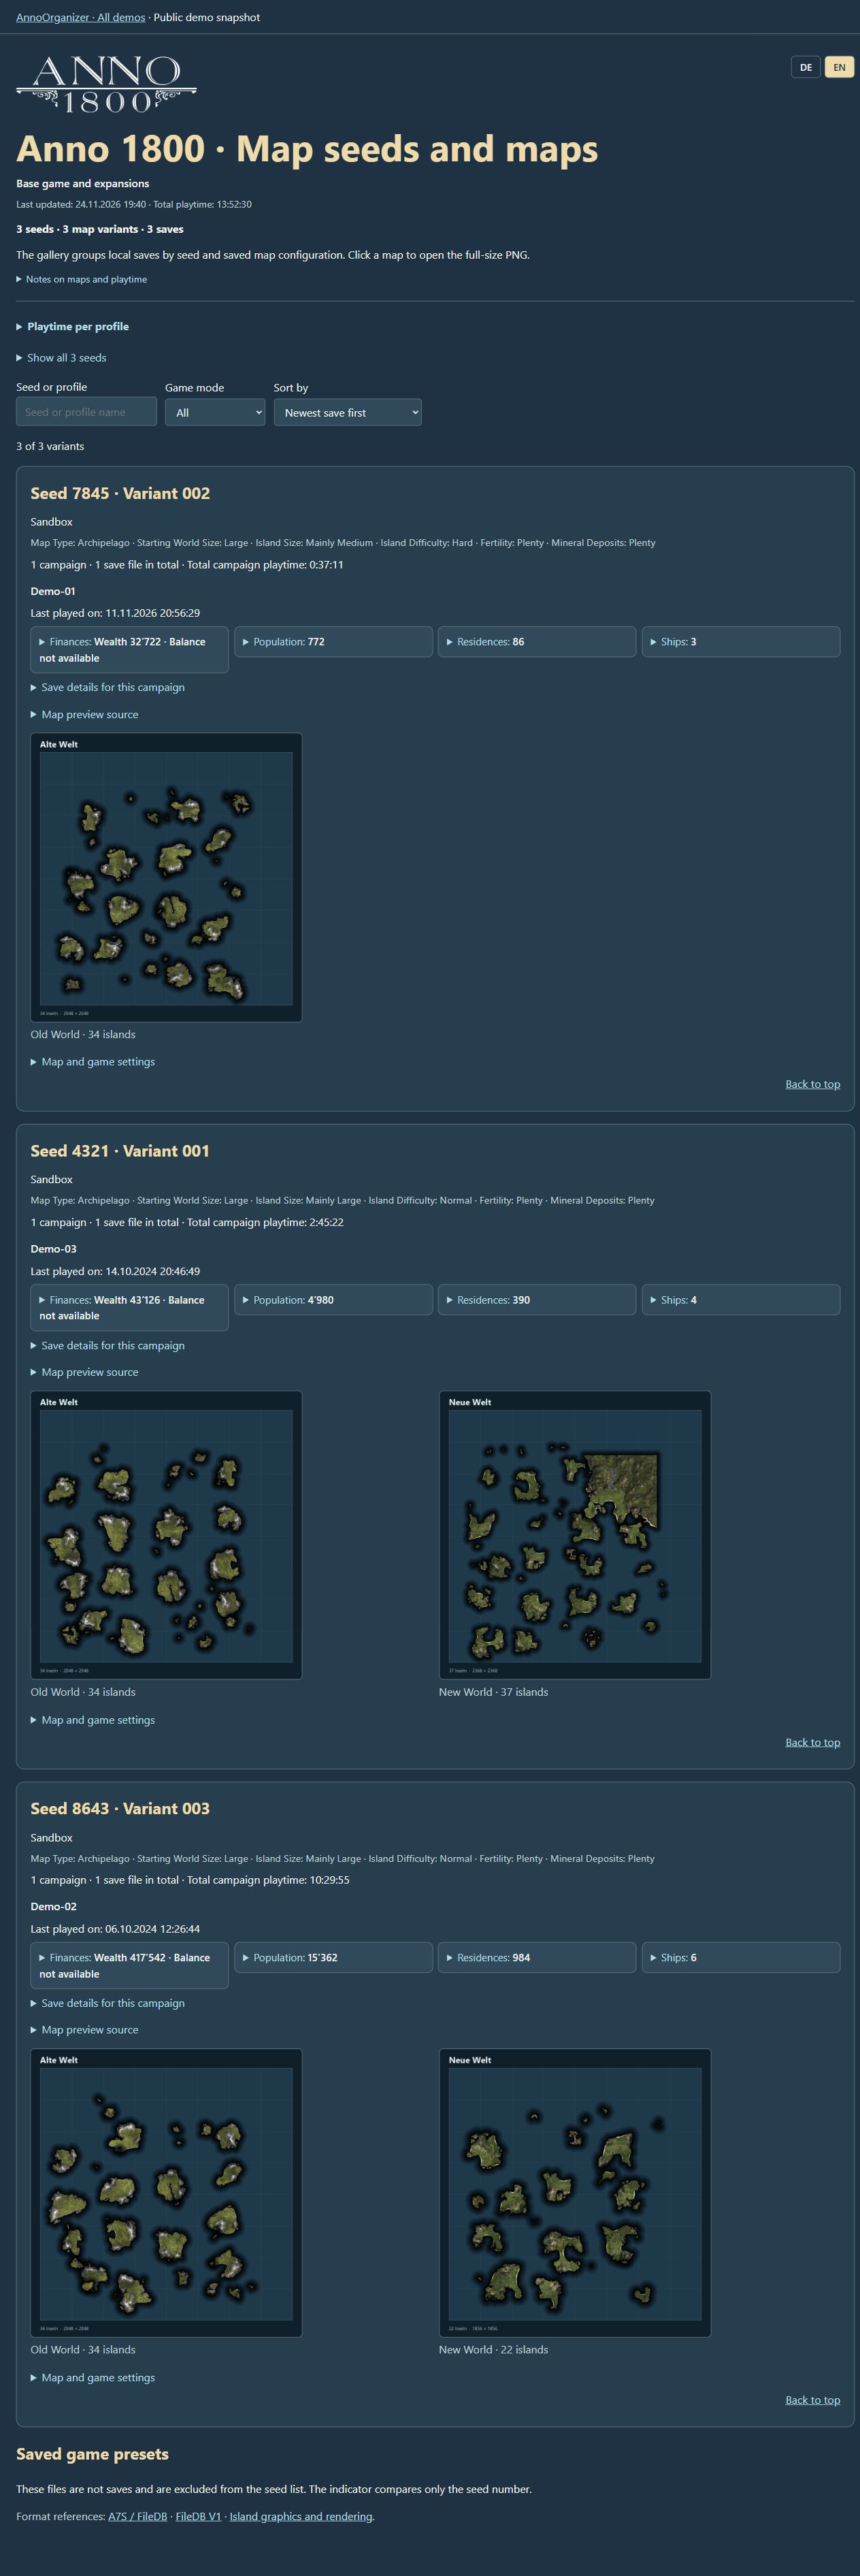 AnnoOrganizer · All demos · Public demo snapshot
ANNO
1800
DE
EN
Anno 1800 · Map seeds and maps
Base game and expansions
Last updated: 24.11.2026 19:40 · Total playtime: 13:52:30
3 seeds · 3 map variants · 3 saves
The gallery groups local saves by seed and saved map configuration. Click a map to open the full-size PNG.
Notes on maps and playtime
Playtime per profile
Show all 3 seeds
Seed or profile
Game mode
Sort by
Seed or profile name
All
Newest save first
3 of 3 variants
Seed 7845 · Variant 002
Sandbox
Map Type: Archipelago · Starting World Size: Large · Island Size: Mainly Medium · Island Difficulty: Hard · Fertility: Plenty · Mineral Deposits: Plenty
1 campaign · 1 save file in total · Total campaign playtime: 0:37:11
Demo-01
Last played on: 11.11.2026 20:56:29
Finances: Wealth 32’722 · Balance
not available
Population: 772
Residences: 86
Ships: 3
Save details for this campaign
Map preview source
Alte Welt
34 Inseln · 2048 × 2048
Old World · 34 islands
Map and game settings
Back to top
Seed 4321 · Variant 001
Sandbox
Map Type: Archipelago · Starting World Size: Large · Island Size: Mainly Large · Island Difficulty: Normal · Fertility: Plenty · Mineral Deposits: Plenty
1 campaign · 1 save file in total · Total campaign playtime: 2:45:22
Demo-03
Last played on: 14.10.2024 20:46:49
Finances: Wealth 43’126 · Balance
not available
Population: 4’980
Residences: 390
Ships: 4
Save details for this campaign
Map preview source
Alte Welt
34 Inseln · 2048 × 2048
Old World · 34 islands
Neue Welt
37 Inseln · 2368 × 2368
New World · 37 islands
Map and game settings
Back to top
Seed 8643 · Variant 003
Sandbox
Map Type: Archipelago · Starting World Size: Large · Island Size: Mainly Large · Island Difficulty: Normal · Fertility: Plenty · Mineral Deposits: Plenty
1 campaign · 1 save file in total · Total campaign playtime: 10:29:55
Demo-02
Last played on: 06.10.2024 12:26:44
Finances: Wealth 417’542 · Balance
not available
Population: 15’362
Residences: 984
Ships: 6
Save details for this campaign
Map preview source
Alte Welt
34 Inseln · 2048 × 2048
Old World · 34 islands
Neue Welt
22 Inseln · 1856 × 1856
New World · 22 islands
Map and game settings
Back to top
Saved game presets
These files are not saves and are excluded from the seed list. The indicator compares only the seed number.
Format references: A7S / FileDB · FileDB V1 · Island graphics and rendering.